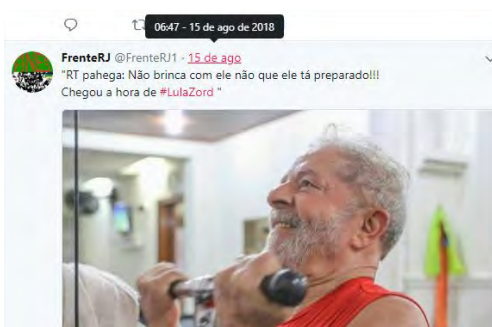 06:47 - 15 de ago de 2018
FrenteRJ @FrenteRJ1 · 15 de ago
"RT pahega: Não brinca com ele não que ele tá preparado!!!
Chegou a hora de #LulaZord "